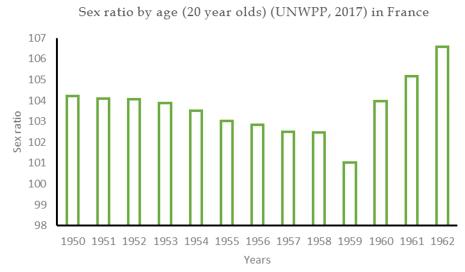 Sex ratio by age (20 year olds) (UNWPP, 2017) in France
107
106
105
104
103
102
101
100
99
98
Sex ratio
1950 1951 1952 1953 1954 1955 1956 1957 1958 1959 1960 1961 1962
Years